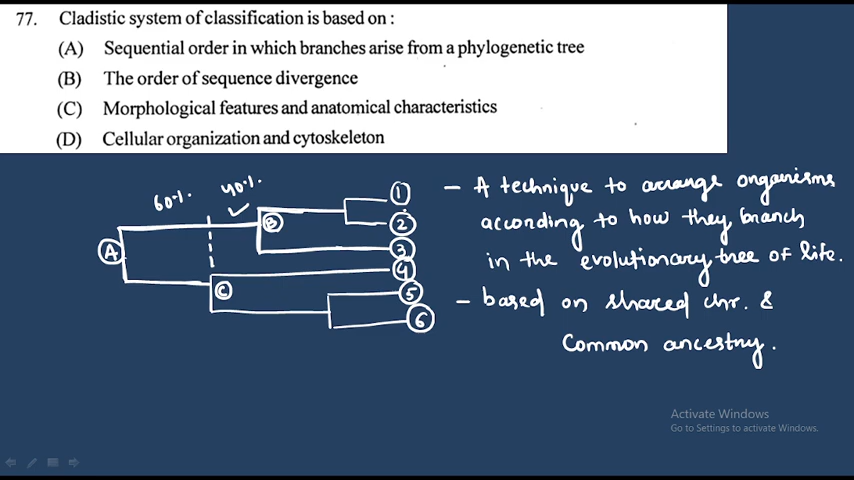 77. Cladistic system of classification is based on :
(A) Sequential order in which branches arise from a phylogenetic tree
(B) The order of sequence divergence
(C) Morphological features and anatomical characteristics
(D) Cellular organization and cytoskeleton
60%. 40%.
A B C
1
2
3
4
5
6
- A technique to arrange organisms
according to how they branch
in the evolutionary tree of life.
- based on shared chr. &
Common ancestry.
Activate Windows
Go to Settings to activate Windows.